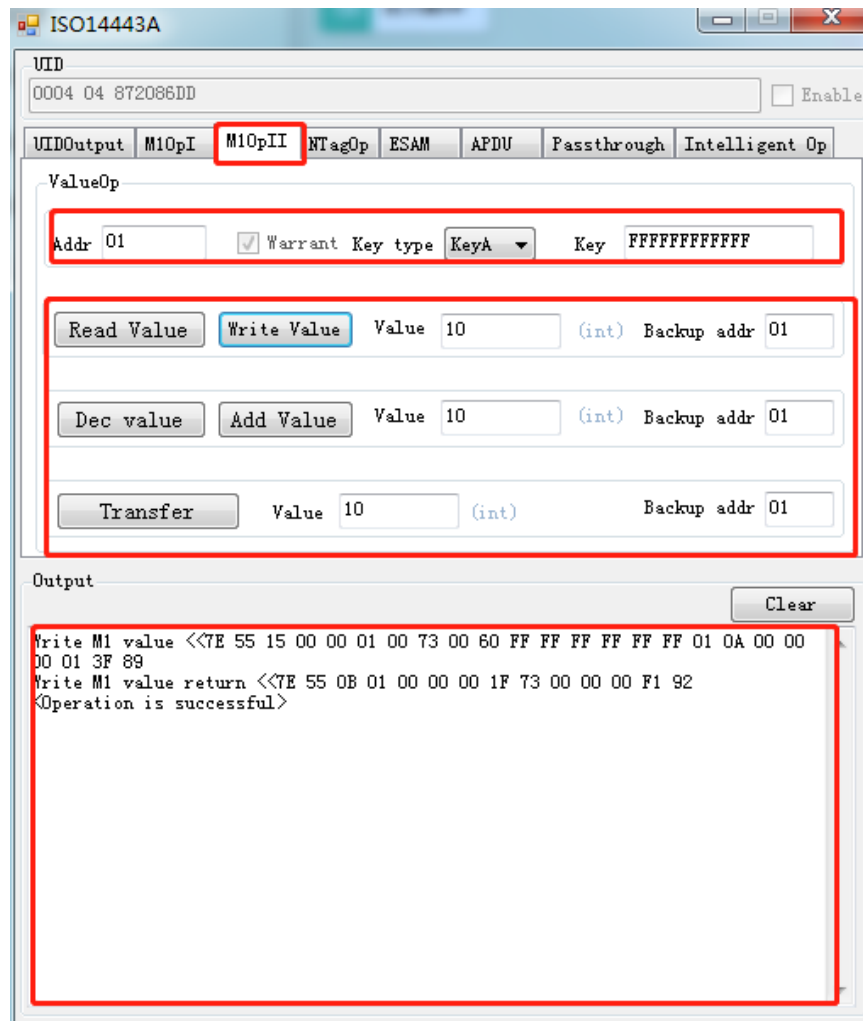 ISO14443A
UID
0004 04 872086DD
Enable
UIDOutput M1OpI M1OpII NTagOp ESAM APDU Passthrough Intelligent Op
ValueOp
Addr 01 Warrant Key type KeyA Key FFFFFFFFFFFF
Read Value Write Value Value 10 (int) Backup addr 01
Dec value Add Value Value 10 (int) Backup addr 01
Transfer Value 10 (int) Backup addr 01
Output
Clear
Write M1 value <<7E 55 15 00 00 01 00 73 00 60 FF FF FF FF FF FF 01 0A 00 00
00 01 3F 89
Write M1 value return <<7E 55 0B 01 00 00 00 1F 73 00 00 00 F1 92
<Operation is successful>